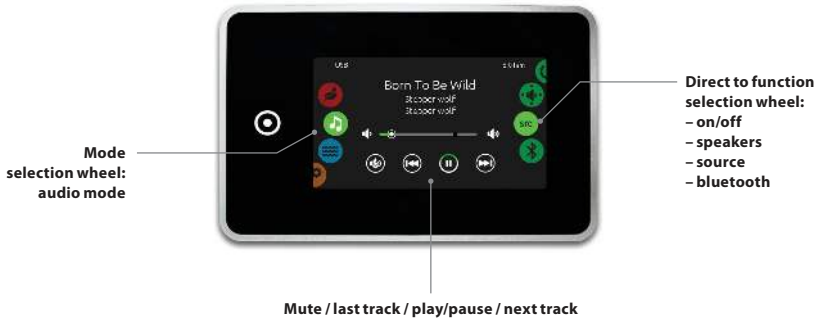 USB
Born To Be Wild
Steppenwolf
Steppenwolf
src
Mode
selection wheel:
audio mode
Direct to function
selection wheel:
– on/off
– speakers
– source
– bluetooth
Mute / last track / play/pause / next track